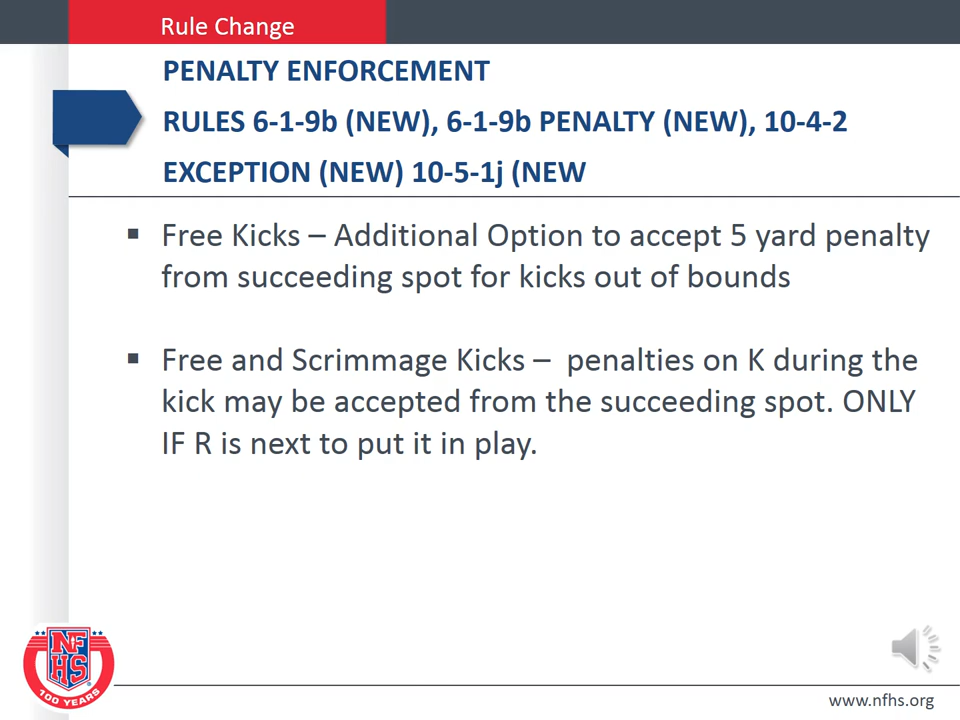 Rule Change
PENALTY ENFORCEMENT
RULES 6-1-9b (NEW), 6-1-9b PENALTY (NEW), 10-4-2
EXCEPTION (NEW) 10-5-1j (NEW
▪ Free Kicks – Additional Option to accept 5 yard penalty
from succeeding spot for kicks out of bounds
▪ Free and Scrimmage Kicks –  penalties on K during the
kick may be accepted from the succeeding spot. ONLY
IF R is next to put it in play.
NF
HS
®
100 YEARS
www.nfhs.org